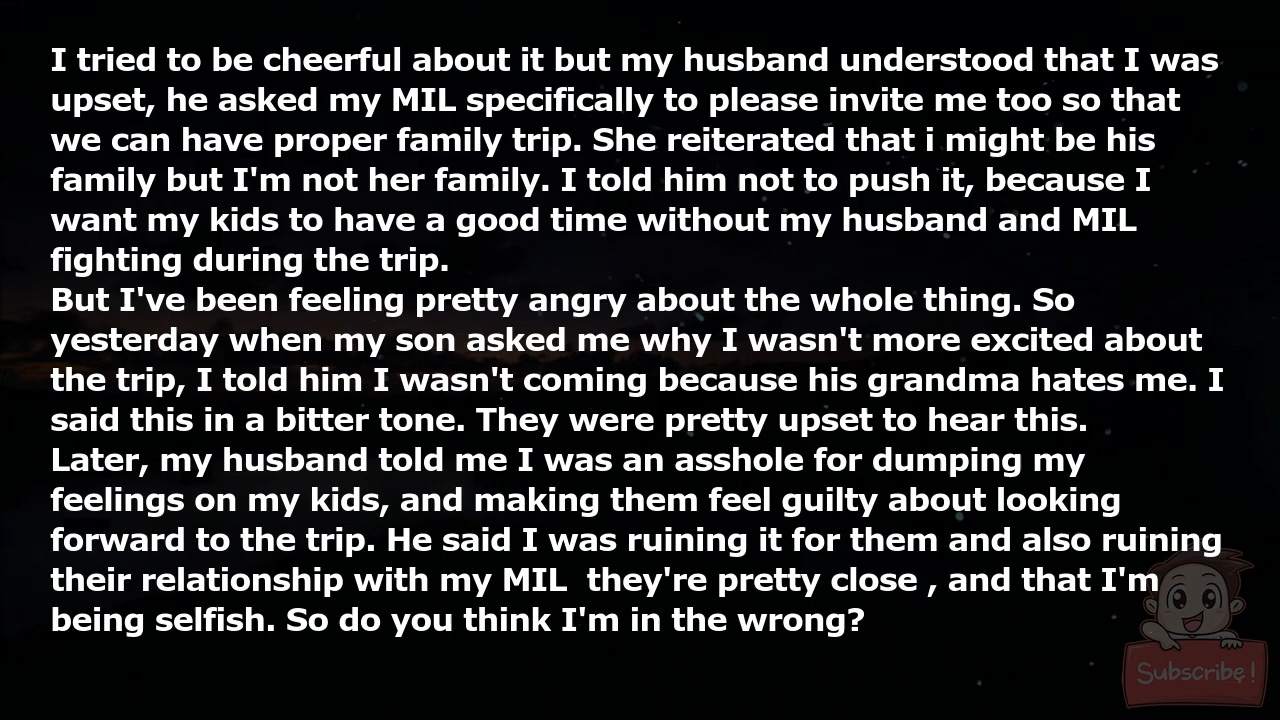 I tried to be cheerful about it but my husband understood that I was
upset, he asked my MIL specifically to please invite me too so that
we can have proper family trip. She reiterated that i might be his
family but I'm not her family. I told him not to push it, because I
want my kids to have a good time without my husband and MIL
fighting during the trip.
But I've been feeling pretty angry about the whole thing. So
yesterday when my son asked me why I wasn't more excited about
the trip, I told him I wasn't coming because his grandma hates me. I
said this in a bitter tone. They were pretty upset to hear this.
Later, my husband told me I was an asshole for dumping my
feelings on my kids, and making them feel guilty about looking
forward to the trip. He said I was ruining it for them and also ruining
their relationship with my MIL  they're pretty close , and that I'm
being selfish. So do you think I'm in the wrong?
Subscribe!